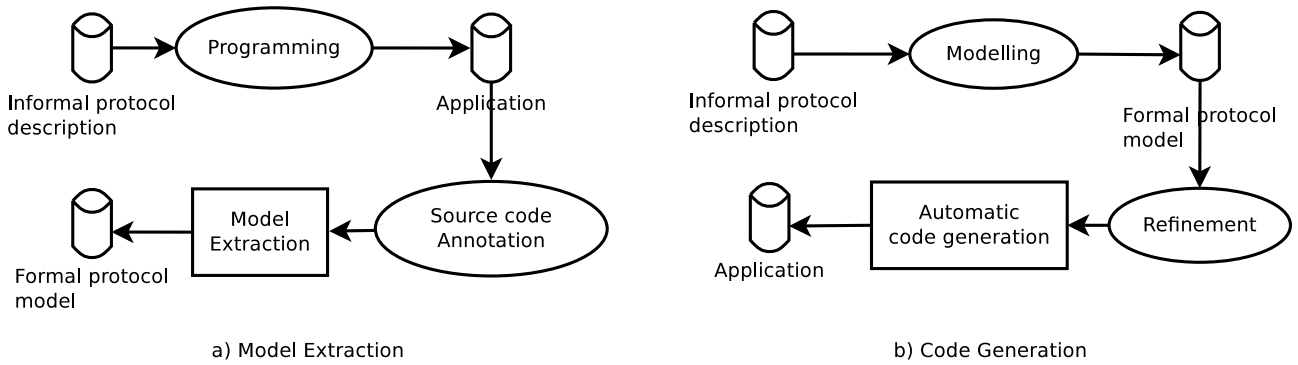 Programming
Informal protocol
description
Application
Source code
Annotation
Model
Extraction
Formal protocol
model
a) Model Extraction
Modelling
Informal protocol
description
Formal protocol
model
Refinement
Automatic
code generation
Application
b) Code Generation